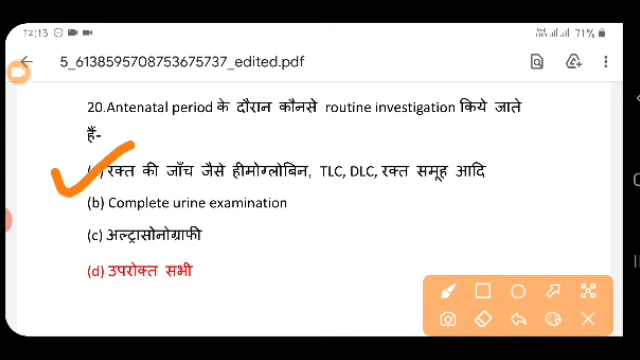 12:13
71%
5_6138595708753675737_edited.pdf
20.Antenatal period के दौरान कौनसे routine investigation किये जाते
हैं-
रक्त की जाँच जैसे हीमोग्लोबिन, TLC, DLC, रक्त समूह आदि
(b) Complete urine examination
(c) अल्ट्रासोनोग्राफी
(d) उपरोक्त सभी